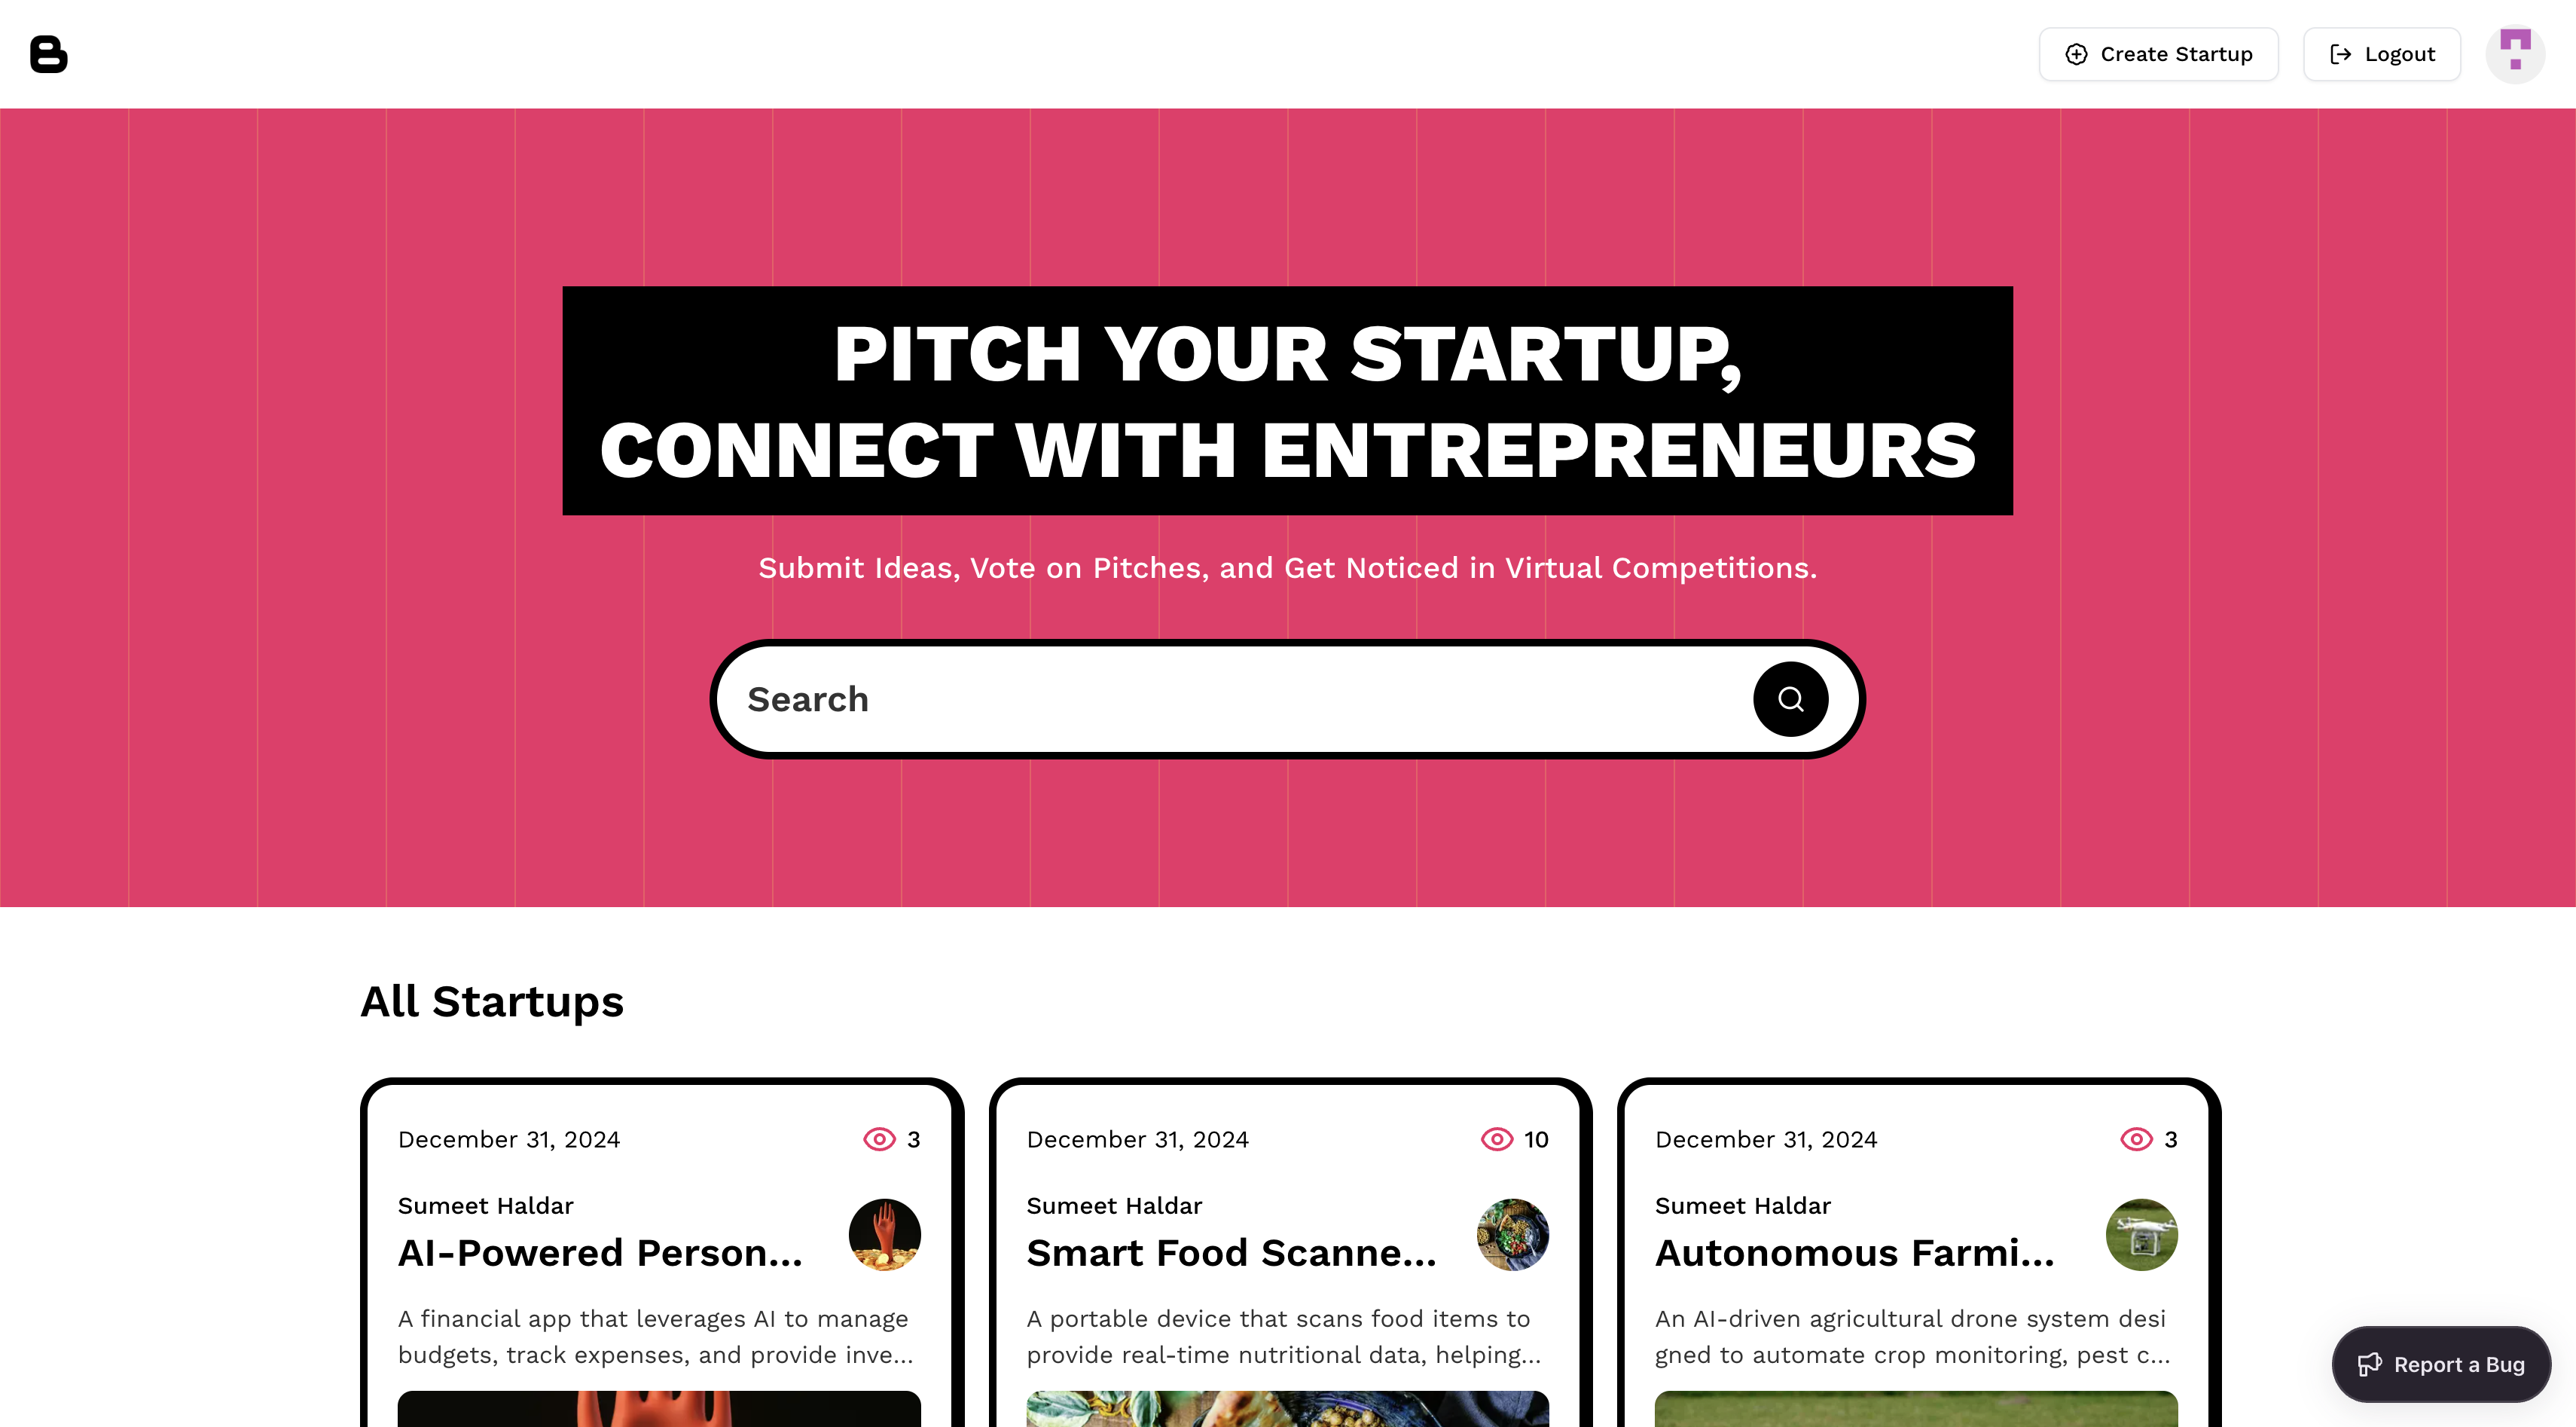 B
Create Startup
Logout
PITCH YOUR STARTUP,
CONNECT WITH ENTREPRENEURS
Submit Ideas, Vote on Pitches, and Get Noticed in Virtual Competitions.
Search
All Startups
December 31, 2024
3
Sumeet Haldar
AI-Powered Person...
A financial app that leverages AI to manage
budgets, track expenses, and provide inve...
December 31, 2024
10
Sumeet Haldar
Smart Food Scanne...
A portable device that scans food items to
provide real-time nutritional data, helping...
December 31, 2024
3
Sumeet Haldar
Autonomous Farmi...
An AI-driven agricultural drone system desi
gned to automate crop monitoring, pest c...
Report a Bug